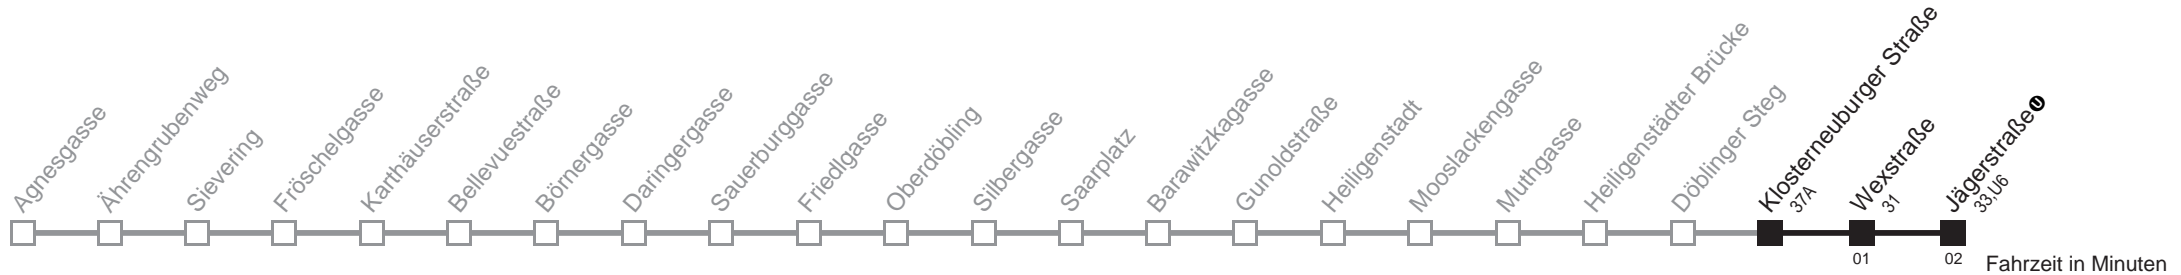 Agnesgasse
Ährengrubenweg
Sievering
Fröschelgasse
Karthäuserstraße
Bellevuestraße
Börnergasse
Daringergasse
Sauerburggasse
Friedlgasse
Oberdöbling
Silbergasse
Saarplatz
Barawitzkagasse
Gunoldstraße
Heiligenstadt
Mooslackengasse
Muthgasse
Heiligenstädter Brücke
Döblinger Steg
Klosterneuburger Straße
37A
Wexstraße
31
Jägerstraße U
33,U6
01
02
Fahrzeit in Minuten